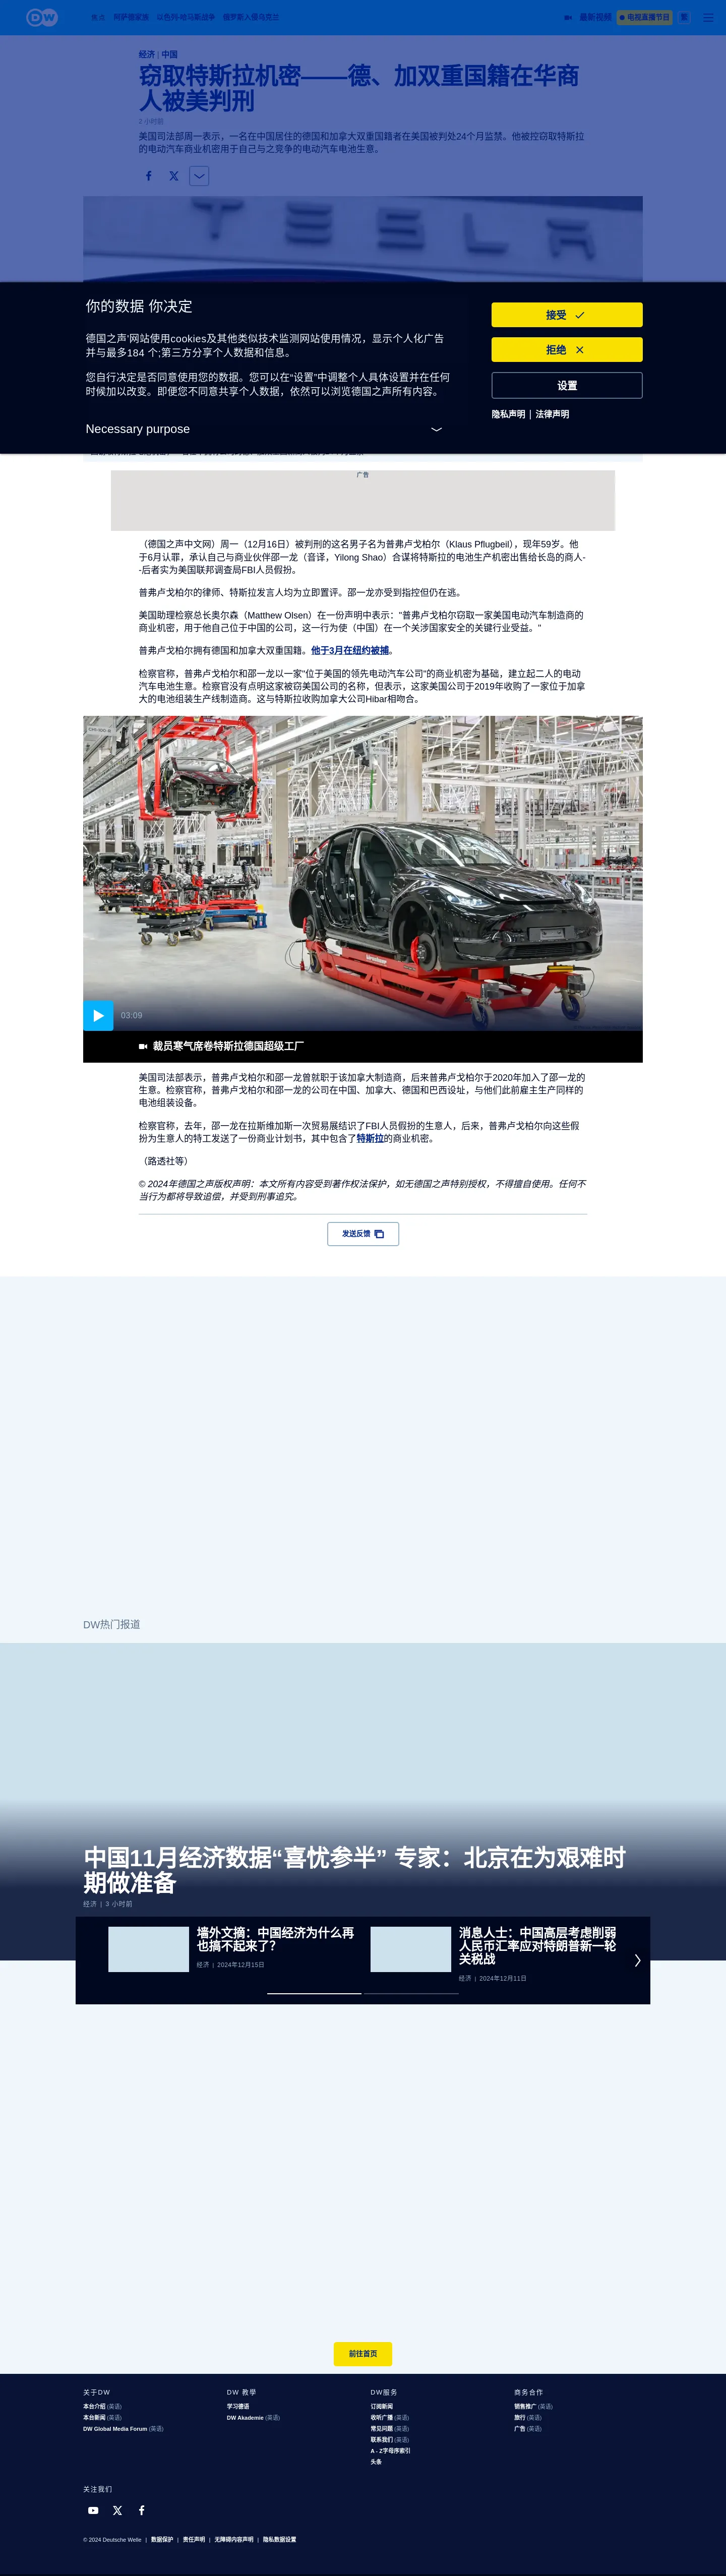 DW
焦点 阿萨德家族 以色列-哈马斯战争 俄罗斯入侵乌克兰
最新视频 电视直播节目 繁
经济 | 中国
窃取特斯拉机密——德、加双重国籍在华商
人被美判刑
2 小时前
美国司法部周一表示，一名在中国居住的德国和加拿大双重国籍者在美国被判处24个月监禁。他被控窃取特斯拉
的电动汽车商业机密用于自己与之竞争的电动汽车电池生意。
TESLA
你的数据 你决定
德国之声'网站使用cookies及其他类似技术监测网站使用情况，显示个人化广告
并与最多184 个;第三方分享个人数据和信息。
您自行决定是否同意使用您的数据。您可以在“设置”中调整个人具体设置并在任何
时候加以改变。即便您不同意共享个人数据，依然可以浏览德国之声所有内容。
Necessary purpose
接受
拒绝
设置
隐私声明 | 法律声明
广告
（德国之声中文网）周一（12月16日）被判刑的这名男子名为普弗卢戈柏尔（Klaus Pflugbeil），现年59岁。他
于6月认罪，承认自己与商业伙伴邵一龙（音译，Yilong Shao）合谋将特斯拉的电池生产机密出售给长岛的商人-
-后者实为美国联邦调查局FBI人员假扮。
普弗卢戈柏尔的律师、特斯拉发言人均为立即置评。邵一龙亦受到指控但仍在逃。
美国助理检察总长奥尔森（Matthew Olsen）在一份声明中表示："普弗卢戈柏尔窃取一家美国电动汽车制造商的
商业机密，用于他自己位于中国的公司，这一行为使（中国）在一个关涉国家安全的关键行业受益。"
普弗卢戈柏尔拥有德国和加拿大双重国籍。他于3月在纽约被捕。
检察官称，普弗卢戈柏尔和邵一龙以一家"位于美国的领先电动汽车公司"的商业机密为基础，建立起二人的电动
汽车电池生意。检察官没有点明这家被窃美国公司的名称，但表示，这家美国公司于2019年收购了一家位于加拿
大的电池组装生产线制造商。这与特斯拉收购加拿大公司Hibar相吻合。
03:09
裁员寒气席卷特斯拉德国超级工厂
美国司法部表示，普弗卢戈柏尔和邵一龙曾就职于该加拿大制造商，后来普弗卢戈柏尔于2020年加入了邵一龙的
生意。检察官称，普弗卢戈柏尔和邵一龙的公司在中国、加拿大、德国和巴西设址，与他们此前雇主生产同样的
电池组装设备。
检察官称，去年，邵一龙在拉斯维加斯一次贸易展结识了FBI人员假扮的生意人，后来，普弗卢戈柏尔向这些假
扮为生意人的特工发送了一份商业计划书，其中包含了特斯拉的商业机密。
（路透社等）
© 2024年德国之声版权声明：本文所有内容受到著作权法保护，如无德国之声特别授权，不得擅自使用。任何不
当行为都将导致追偿，并受到刑事追究。
发送反馈
DW热门报道
中国11月经济数据“喜忧参半” 专家：北京在为艰难时
期做准备
经济 | 3 小时前
墙外文摘：中国经济为什么再
也搞不起来了？
经济 | 2024年12月15日
消息人士：中国高层考虑削弱
人民币汇率应对特朗普新一轮
关税战
经济 | 2024年12月11日
前往首页
关于DW
本台介绍 (英语)
本台新闻 (英语)
DW Global Media Forum (英语)
DW 教學
学习德语
DW Akademie (英语)
DW服务
订阅新闻
收听广播 (英语)
常见问题 (英语)
联系我们 (英语)
A - Z字母序索引
头条
商务合作
销售推广 (英语)
旅行 (英语)
广告 (英语)
关注我们
© 2024 Deutsche Welle | 数据保护 | 责任声明 | 无障碍内容声明 | 隐私数据设置